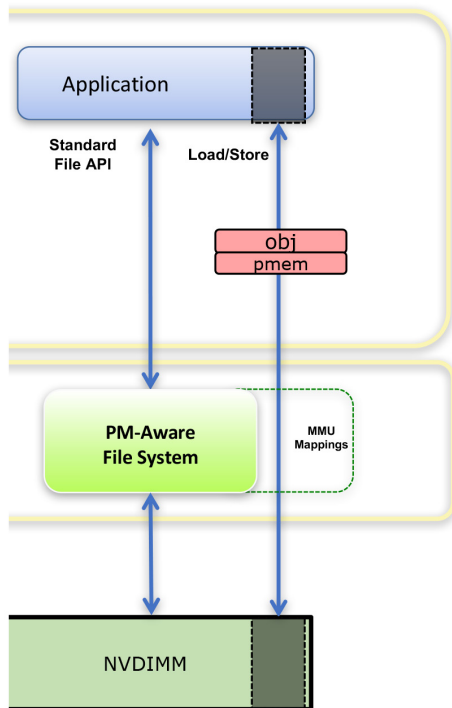 Application
Standard
File API
Load/Store
obj
pmem
PM-Aware
File System
MMU
Mappings
NVDIMM